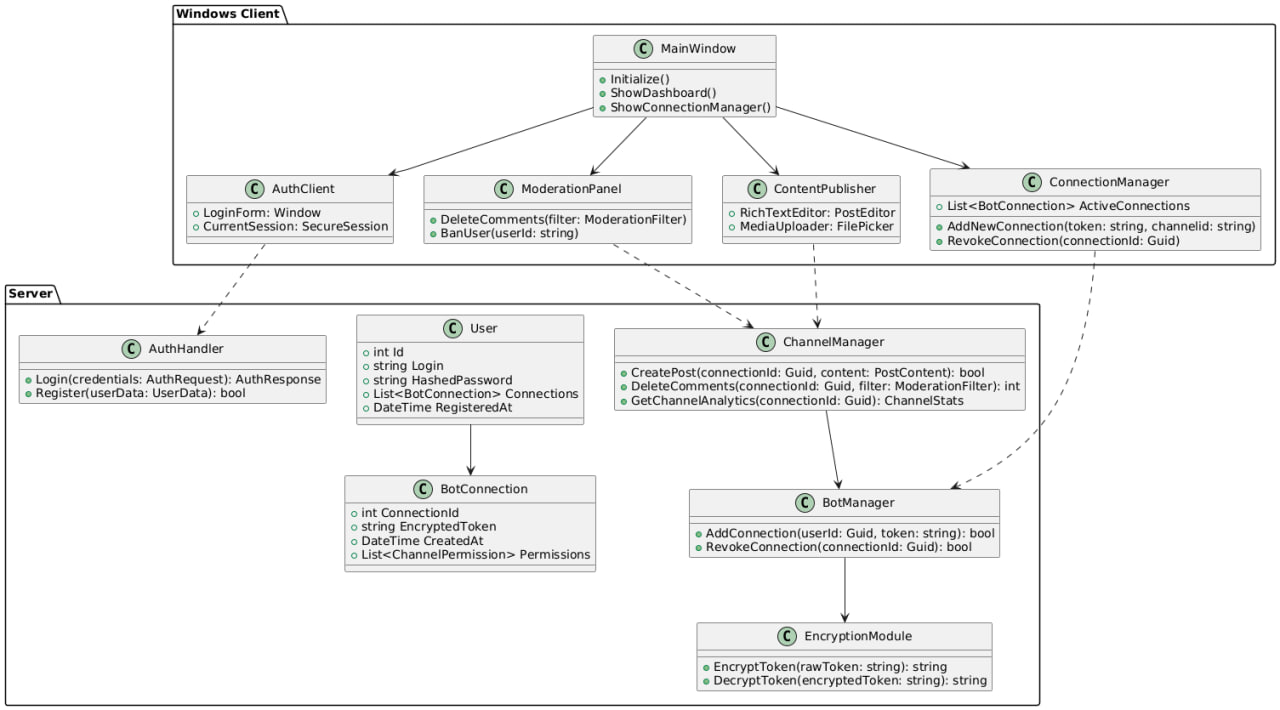 Windows Client
C MainWindow
Initialize()
ShowDashboard()
ShowConnectionManager()
C AuthClient
LoginForm: Window
CurrentSession: SecureSession
C ModerationPanel
DeleteComments(filter: ModerationFilter)
BanUser(userId: string)
C ContentPublisher
RichTextEditor: PostEditor
MediaUploader: FilePicker
C ConnectionManager
List<BotConnection> ActiveConnections
AddNewConnection(token: string, channelid: string)
RevokeConnection(connectionId: Guid)
Server
C AuthHandler
Login(credentials: AuthRequest): AuthResponse
Register(userData: UserData): bool
C User
int Id
string Login
string HashedPassword
List<BotConnection> Connections
DateTime RegisteredAt
C ChannelManager
CreatePost(connectionId: Guid, content: PostContent): bool
DeleteComments(connectionId: Guid, filter: ModerationFilter): int
GetChannelAnalytics(connectionId: Guid): ChannelStats
C BotConnection
int ConnectionId
string EncryptedToken
DateTime CreatedAt
List<ChannelPermission> Permissions
C BotManager
AddConnection(userId: Guid, token: string): bool
RevokeConnection(connectionId: Guid): bool
C EncryptionModule
EncryptToken(rawToken: string): string
DecryptToken(encryptedToken: string): string